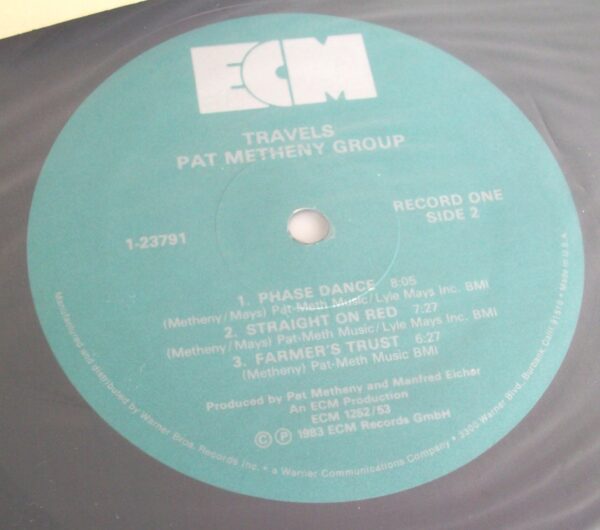 ECM
TRAVELS
PAT METHENY GROUP
1-23791
RECORD ONE
SIDE 2
1. PHASE DANCE 8:05
(Metheny/Mays) Pat-Meth Music/Lyle Mays Inc. BMI
2. STRAIGHT ON RED 7:27
(Metheny/Mays) Pat-Meth Music/Lyle Mays Inc. BMI
3. FARMER'S TRUST 6:27
(Metheny) Pat-Meth Music BMI
Produced by Pat Metheny and Manfred Eicher
An ECM Production
ECM 1252/53
© ℗ 1983 ECM Records GmbH
Manufactured and distributed by Warner Bros. Records Inc. • a Warner Communications Company • 3300 Warner Blvd., Burbank, Calif. 91510 • Made in U.S.A.